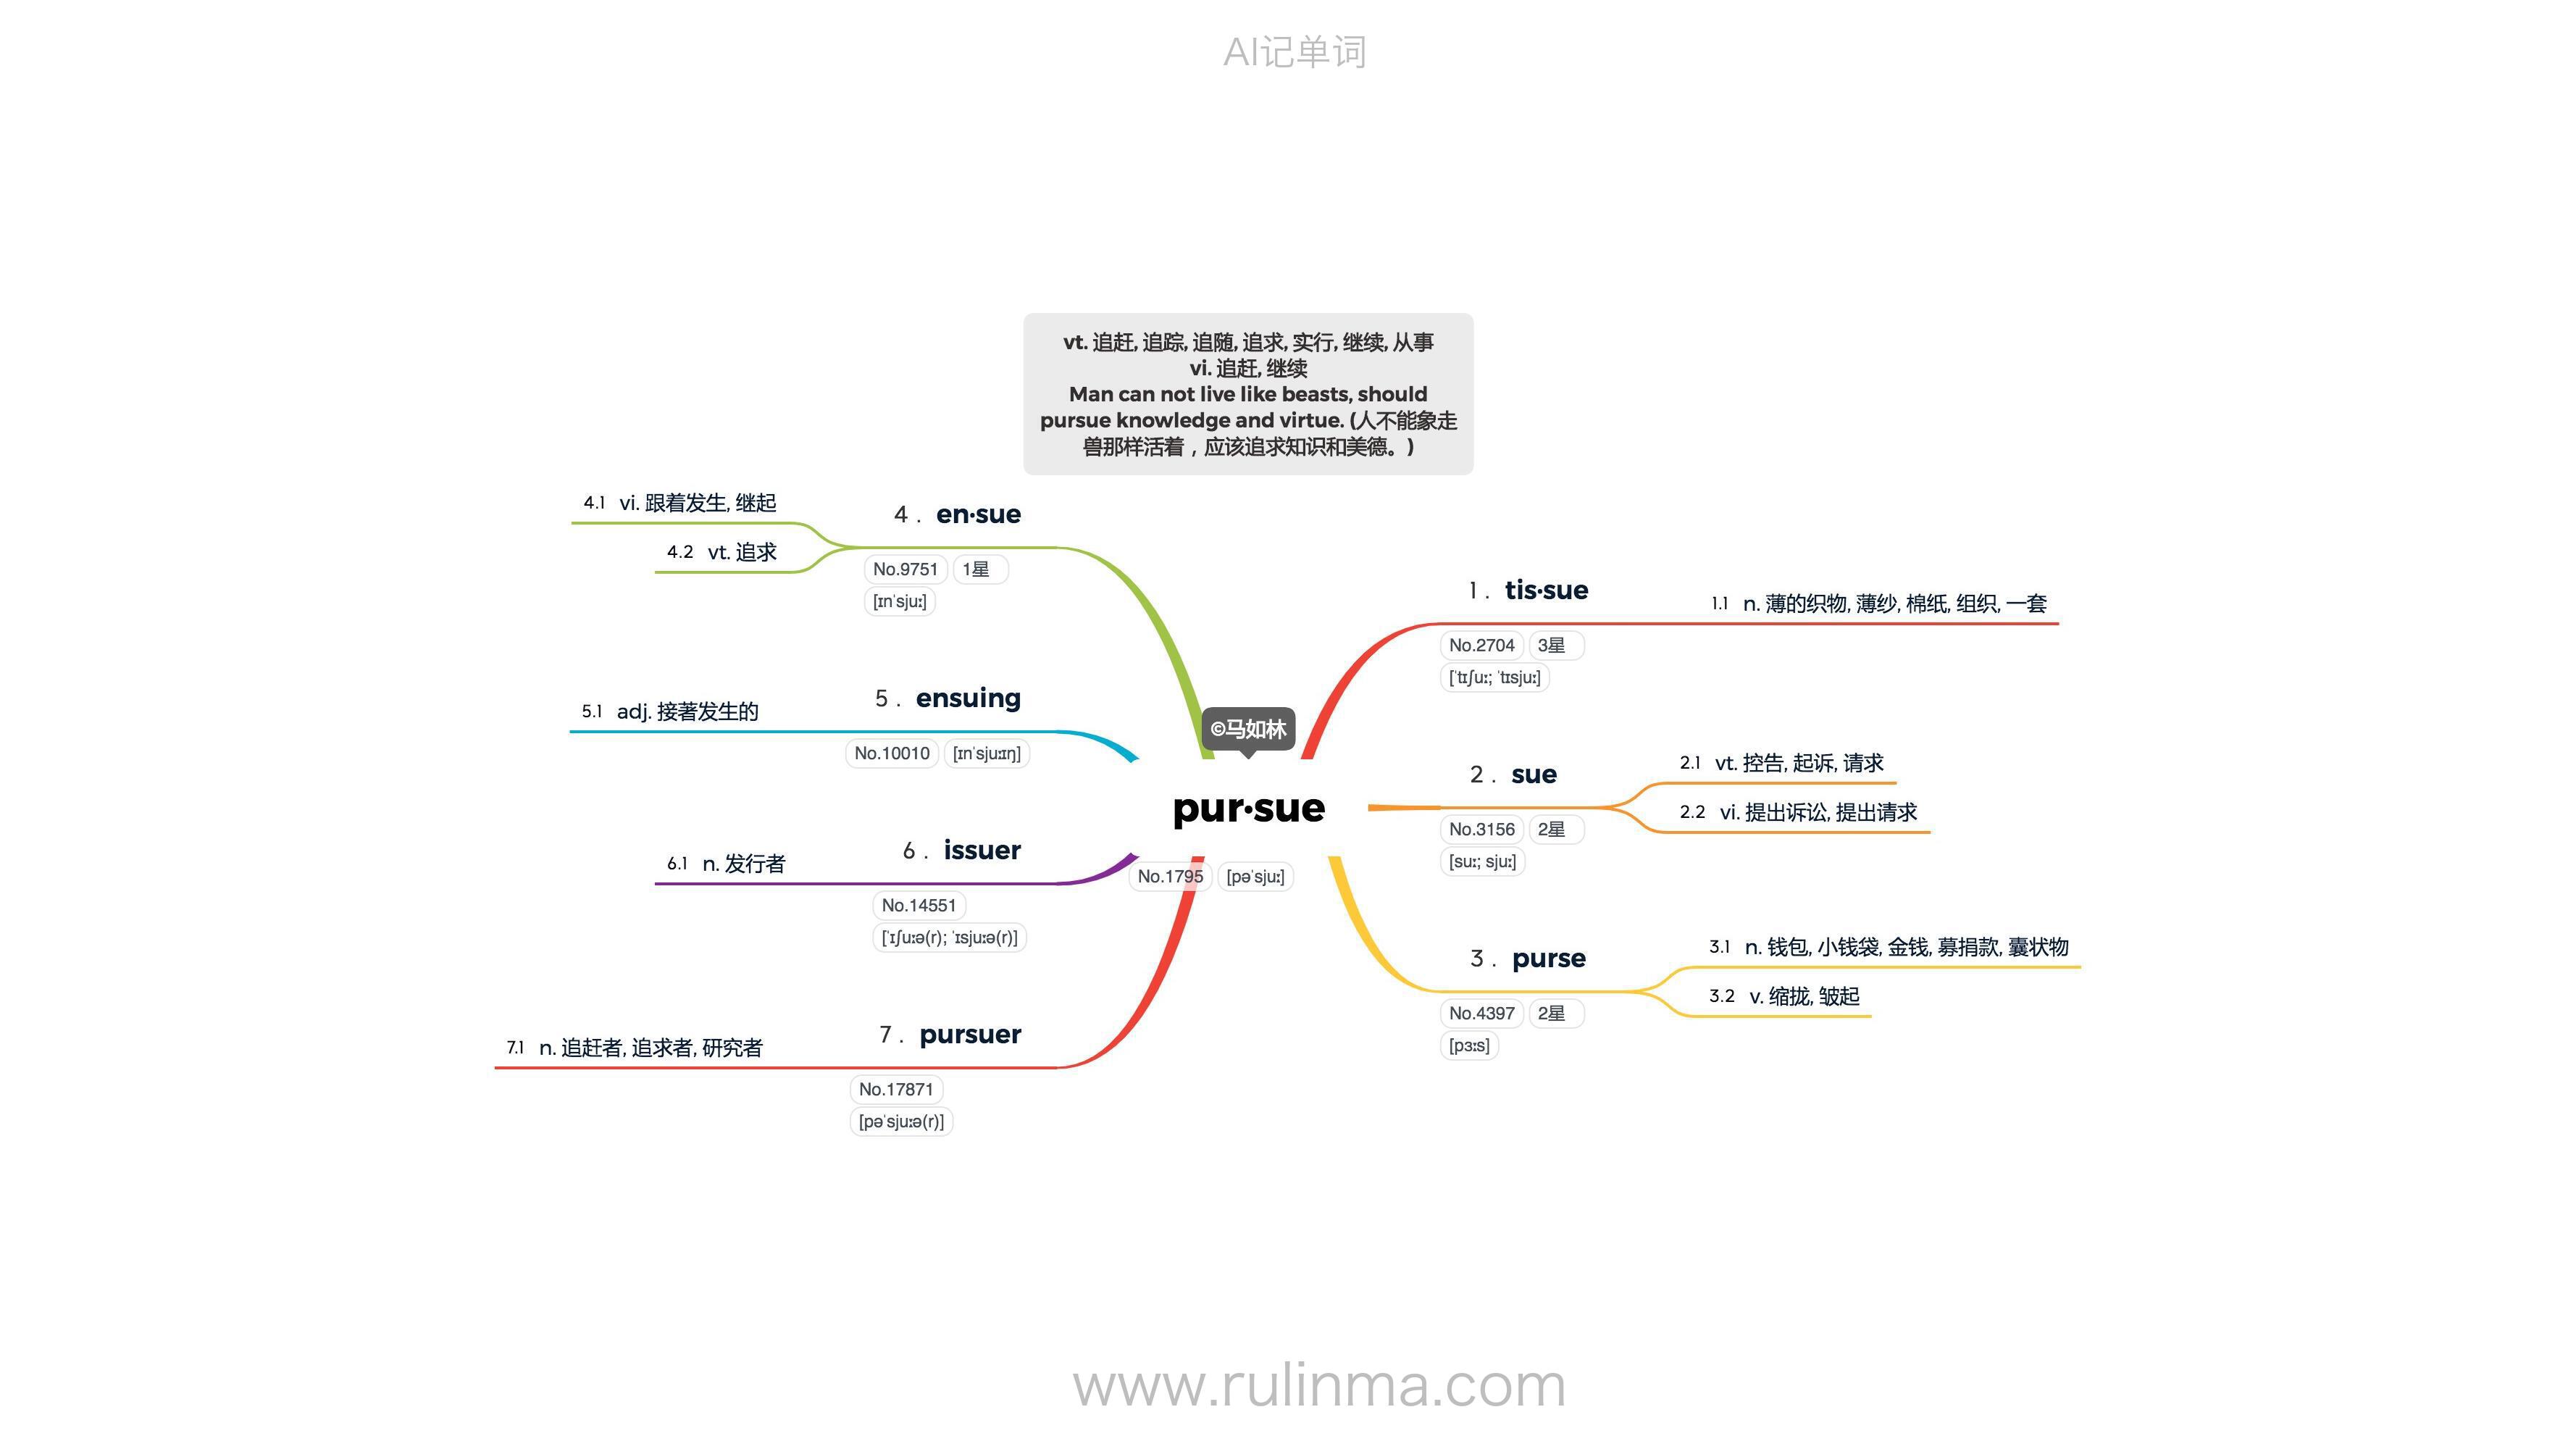 AI记单词
vt. 追赶, 追踪, 追随, 追求, 实行, 继续, 从事
vi. 追赶, 继续
Man can not live like beasts, should
pursue knowledge and virtue. (人不能象走
兽那样活着，应该追求知识和美德。)
©马如林
pur·sue
No.1795 [pəˈsjuː]
1. tis·sue
No.2704 3星
[ˈtɪʃuː; ˈtɪsjuː]
1.1 n. 薄的织物, 薄纱, 棉纸, 组织, 一套
2. sue
No.3156 2星
[suː; sjuː]
2.1 vt. 控告, 起诉, 请求
2.2 vi. 提出诉讼, 提出请求
3. purse
No.4397 2星
[pɜːs]
3.1 n. 钱包, 小钱袋, 金钱, 募捐款, 囊状物
3.2 v. 缩拢, 皱起
4. en·sue
No.9751 1星
[ɪnˈsjuː]
4.1 vi. 跟着发生, 继起
4.2 vt. 追求
5. ensuing
No.10010 [ɪnˈsjuːɪŋ]
5.1 adj. 接著发生的
6. issuer
No.14551
[ˈɪʃuːə(r); ˈɪsjuːə(r)]
6.1 n. 发行者
7. pursuer
No.17871
[pəˈsjuːə(r)]
7.1 n. 追赶者, 追求者, 研究者
www.rulinma.com